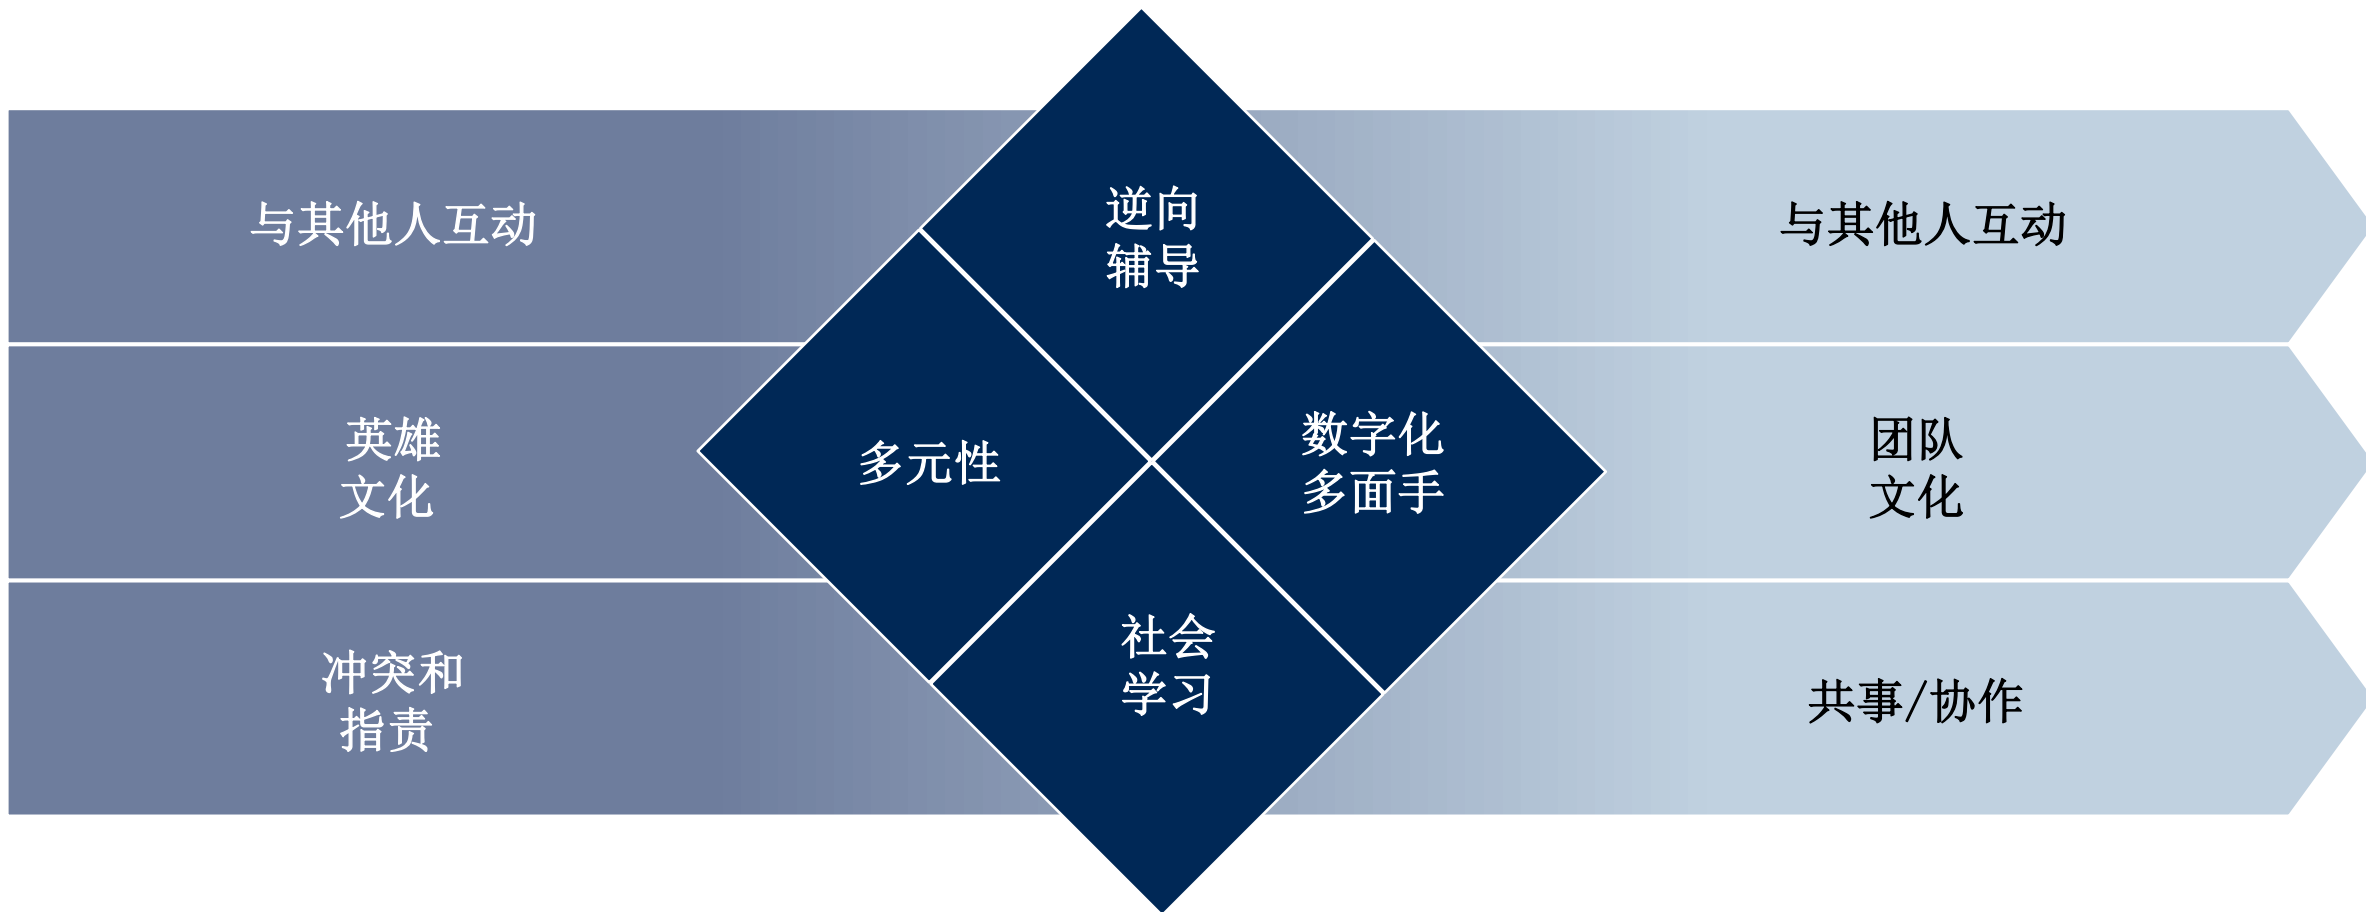 与其他人互动
逆向
辅导
与其他人互动
英雄
文化
多元性
数字化
多面手
团队
文化
冲突和
指责
社会
学习
共事/协作